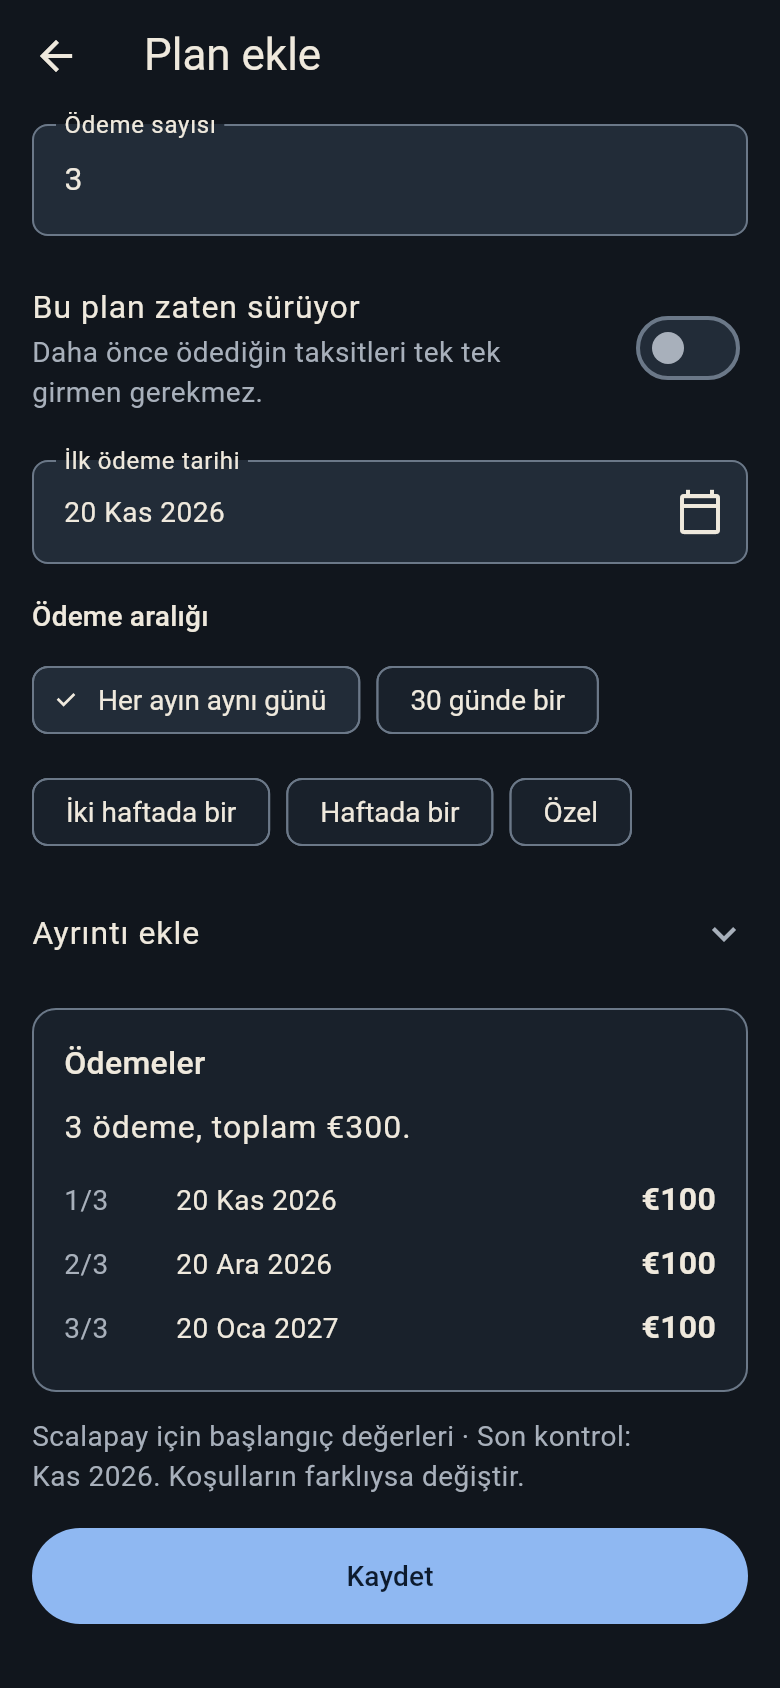 Plan ekle
Ödeme sayısı
3
Bu plan zaten sürüyor
Daha önce ödediğin taksitleri tek tek
girmen gerekmez.
İlk ödeme tarihi
20 Kas 2026
Ödeme aralığı
Her ayın aynı günü
30 günde bir
İki haftada bir
Haftada bir
Özel
Ayrıntı ekle
Ödemeler
3 ödeme, toplam €300.
1/3 20 Kas 2026 €100
2/3 20 Ara 2026 €100
3/3 20 Oca 2027 €100
Scalapay için başlangıç değerleri · Son kontrol:
Kas 2026. Koşulların farklıysa değiştir.
Kaydet